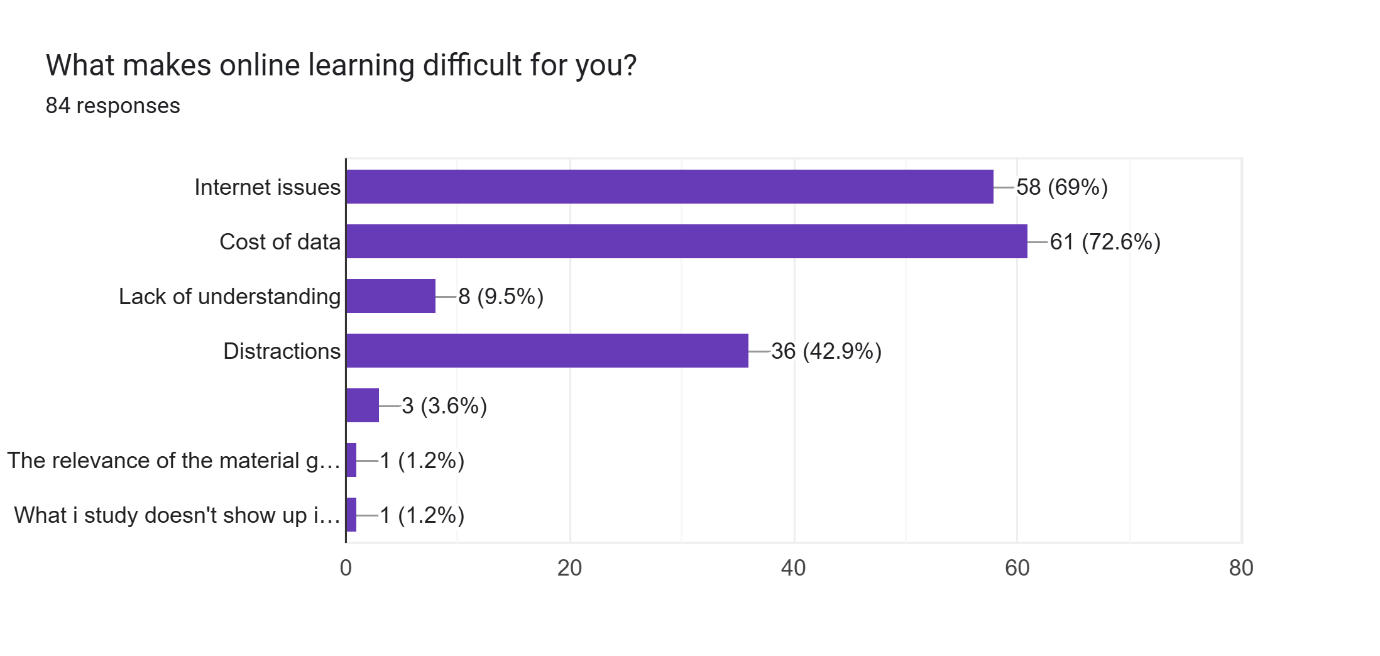 What makes online learning difficult for you?
84 responses
Internet issues 58 (69%)
Cost of data 61 (72.6%)
Lack of understanding 8 (9.5%)
Distractions 36 (42.9%)
3 (3.6%)
The relevance of the material g… 1 (1.2%)
What i study doesn't show up i… 1 (1.2%)
0 20 40 60 80